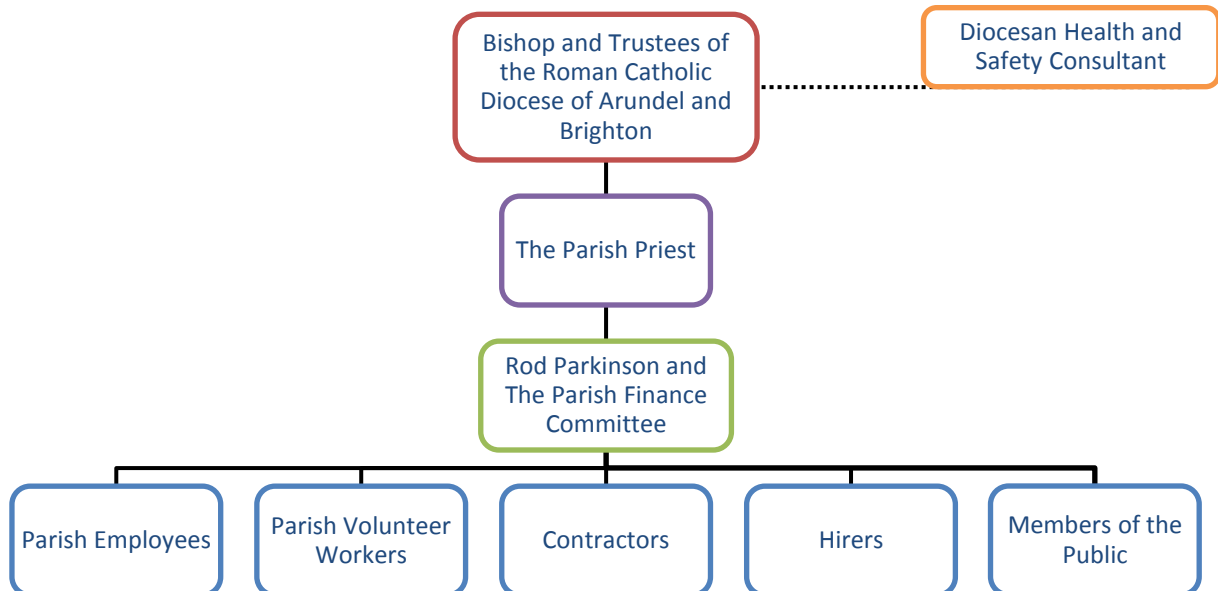 Bishop and Trustees of
the Roman Catholic
Diocese of Arundel and
Brighton
Diocesan Health and
Safety Consultant
The Parish Priest
Rod Parkinson and
The Parish Finance
Committee
Parish Employees
Parish Volunteer
Workers
Contractors
Hirers
Members of the
Public